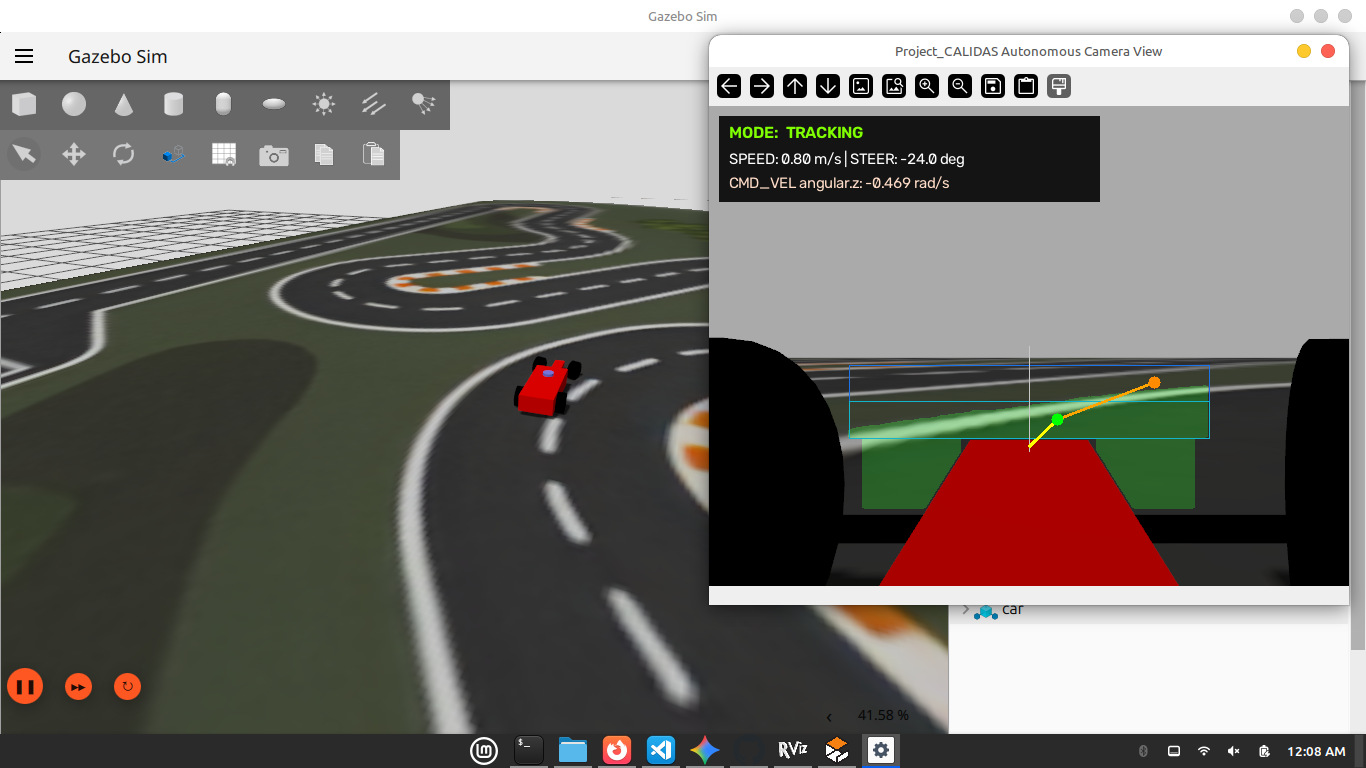 Gazebo Sim
Gazebo Sim
Project_CALIDAS Autonomous Camera View
MODE: TRACKING
SPEED: 0.80 m/s | STEER: -24.0 deg
CMD_VEL angular.z: -0.469 rad/s
car
41.58 %
$_
RViz
12:08 AM